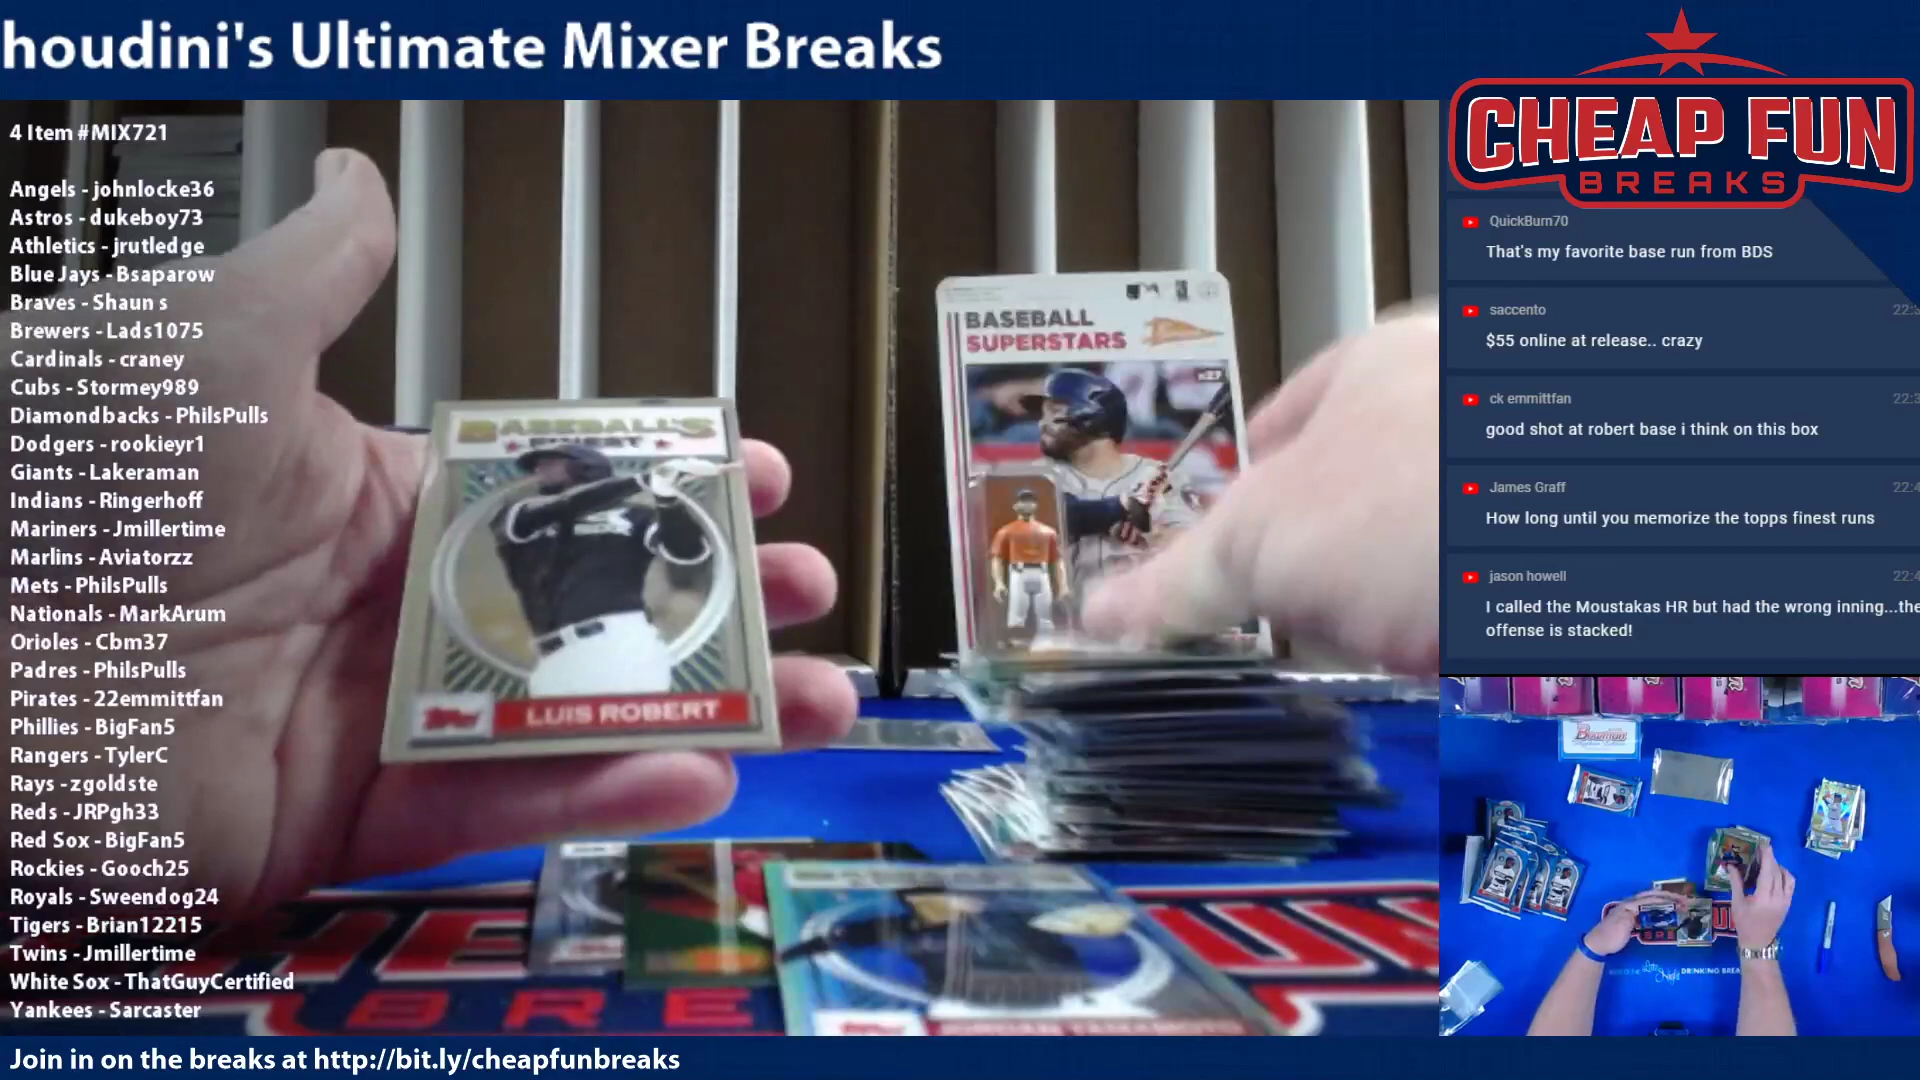 houdini's Ultimate Mixer Breaks
CHEAP FUN
BREAKS
4 Item #MIX721
Angels - johnlocke36
Astros - dukeboy73
Athletics - jrutledge
Blue Jays - Bsaparow
Braves - Shaun s
Brewers - Lads1075
Cardinals - craney
Cubs - Stormey989
Diamondbacks - PhilsPulls
Dodgers - rookieyr1
Giants - Lakeraman
Indians - Ringerhoff
Mariners - Jmillertime
Marlins - Aviatorzz
Mets - PhilsPulls
Nationals - MarkArum
Orioles - Cbm37
Padres - PhilsPulls
Pirates - 22emmittfan
Phillies - BigFan5
Rangers - TylerC
Rays - zgoldste
Reds - JRPgh33
Red Sox - BigFan5
Rockies - Gooch25
Royals - Sweendog24
Tigers - Brian12215
Twins - Jmillertime
White Sox - ThatGuyCertified
Yankees - Sarcaster
BASEBALL'S
FINEST
Topps
LUIS ROBERT
BASEBALL
SUPERSTARS
QuickBurn70
That's my favorite base run from BDS
saccento
$55 online at release.. crazy
ck emmittfan
good shot at robert base i think on this box
James Graff
How long until you memorize the topps finest runs
jason howell
I called the Moustakas HR but had the wrong inning...the
offense is stacked!
Bowman
DRINKING
Join in on the breaks at http://bit.ly/cheapfunbreaks